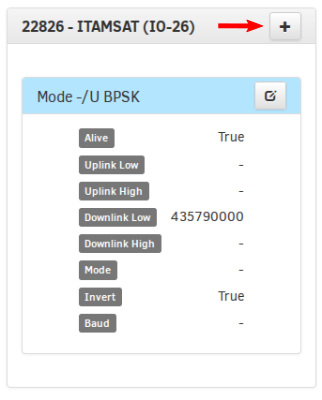 22826 - ITAMSAT (IO-26)
Mode -/U BPSK
Alive True
Uplink Low -
Uplink High -
Downlink Low 435790000
Downlink High -
Mode -
Invert True
Baud -